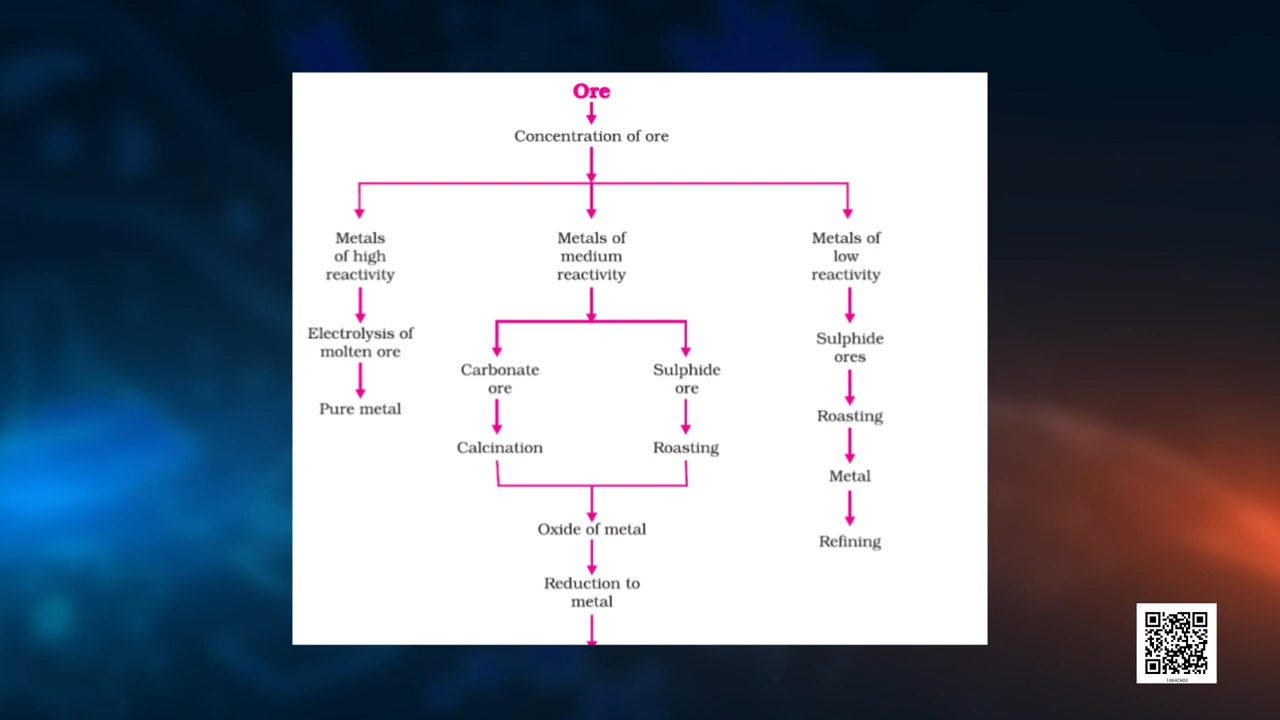 Ore
Concentration of ore
Metals
of high
reactivity
Electrolysis of
molten ore
Pure metal
Metals of
medium
reactivity
Carbonate
ore
Calcination
Sulphide
ore
Roasting
Oxide of metal
Reduction to
metal
Metals of
low
reactivity
Sulphide
ores
Roasting
Metal
Refining